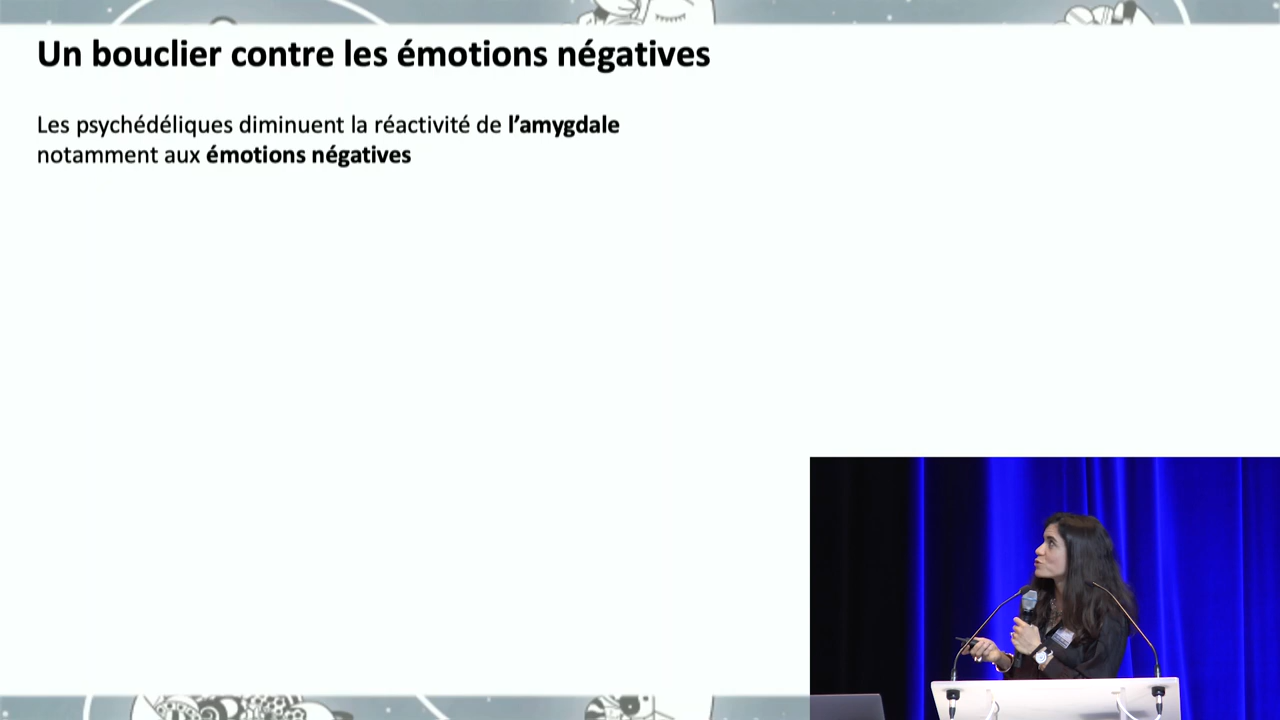 Un bouclier contre les émotions négatives
Les psychédéliques diminuent la réactivité de l’amygdale
notamment aux émotions négatives